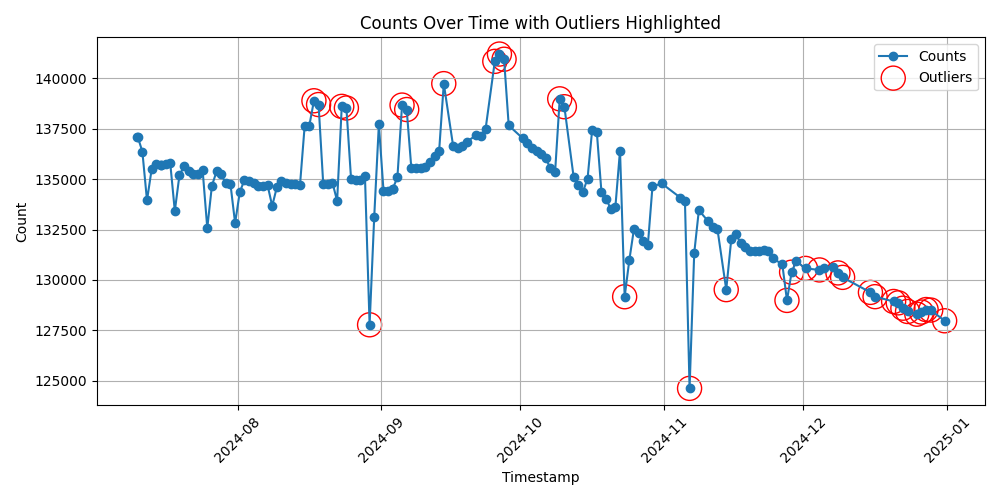 Counts Over Time with Outliers Highlighted
Counts
Outliers
Count
140000
137500
135000
132500
130000
127500
125000
2024-08
2024-09
2024-10
2024-11
2024-12
2025-01
Timestamp